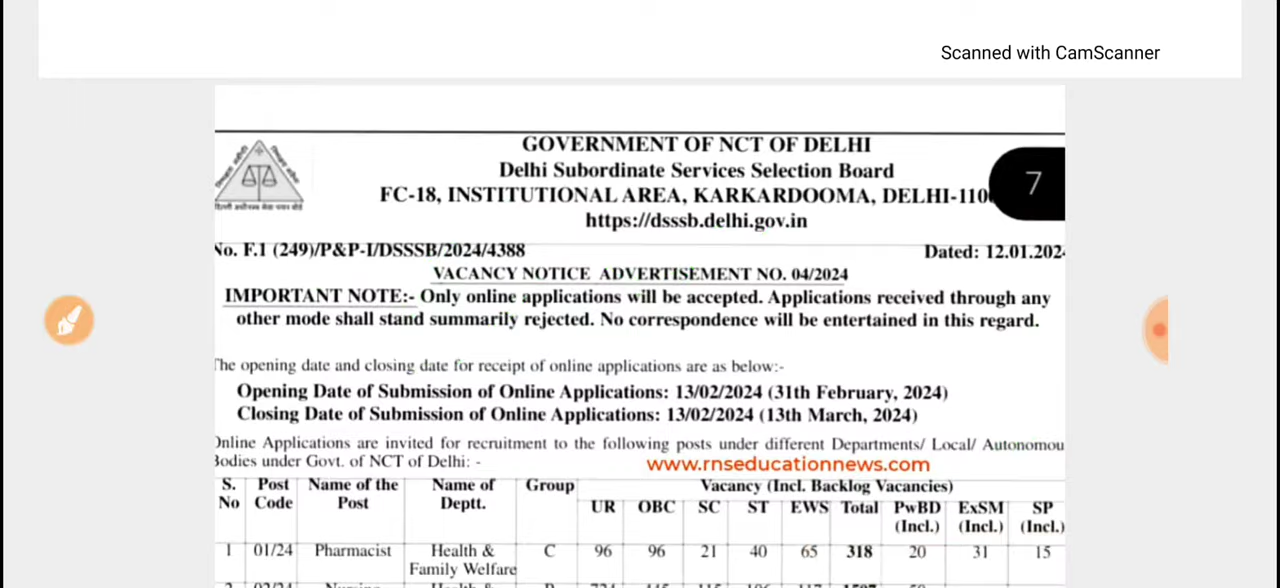 Scanned with CamScanner
GOVERNMENT OF NCT OF DELHI
Delhi Subordinate Services Selection Board
FC-18, INSTITUTIONAL AREA, KARKARDOOMA, DELHI-110
7
https://dsssb.delhi.gov.in
No. F.1 (249)/P&P-I/DSSSB/2024/4388 Dated: 12.01.202
VACANCY NOTICE ADVERTISEMENT NO. 04/2024
IMPORTANT NOTE:- Only online applications will be accepted. Applications received through any
other mode shall stand summarily rejected. No correspondence will be entertained in this regard.
The opening date and closing date for receipt of online applications are as below:-
Opening Date of Submission of Online Applications: 13/02/2024 (31th February, 2024)
Closing Date of Submission of Online Applications: 13/02/2024 (13th March, 2024)
Online Applications are invited for recruitment to the following posts under different Departments/ Local/ Autonomou
Bodies under Govt. of NCT of Delhi: - www.rnseducationnews.com
S. Post Name of the Name of Group Vacancy (Incl. Backlog Vacancies)
No Code Post Deptt. UR OBC SC ST EWS Total PwBD ExSM SP
(Incl.) (Incl.) (Incl.)
1 01/24 Pharmacist Health & C 96 96 21 40 65 318 20 31 15
Family Welfare